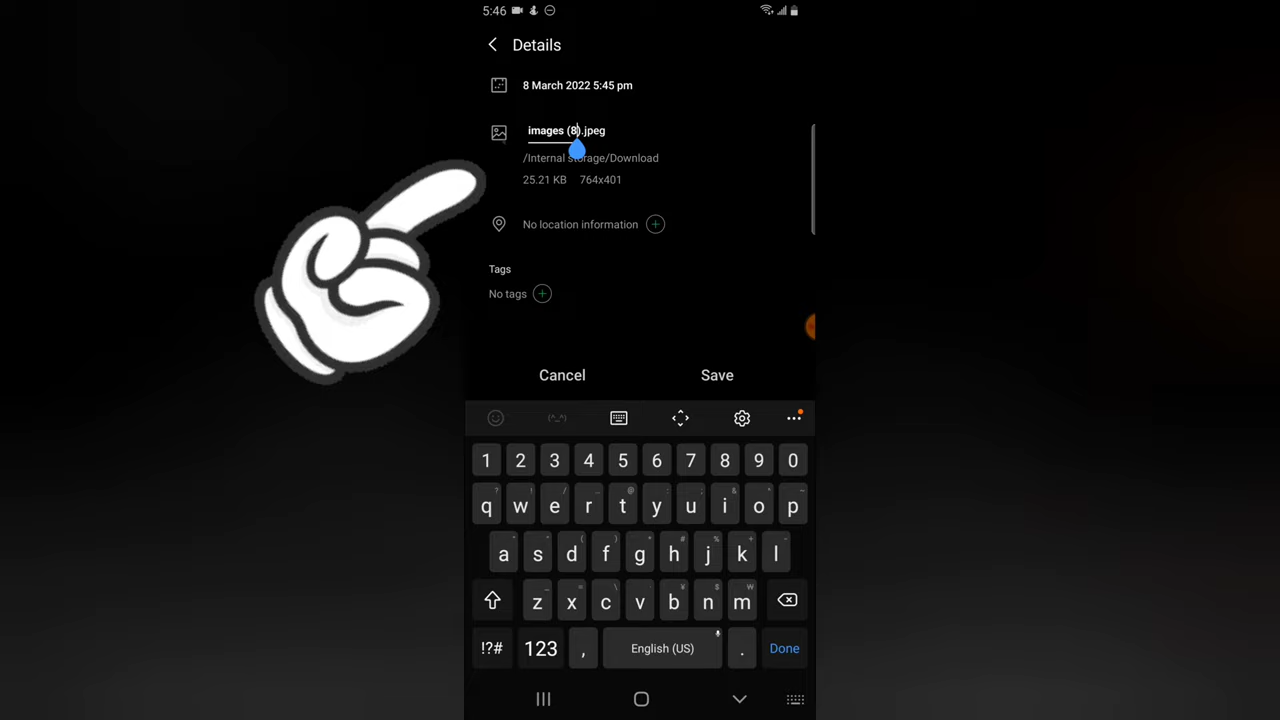 5:46
Details
8 March 2022 5:45 pm
images (8).jpeg
/Internal storage/Download
25.21 KB 764x401
No location information
Tags
No tags
Cancel Save
(^_^)
1 2 3 4 5 6 7 8 9 0
q w e r t y u i o p
a s d f g h j k l
z x c v b n m
!?# 123 , English (US) . Done